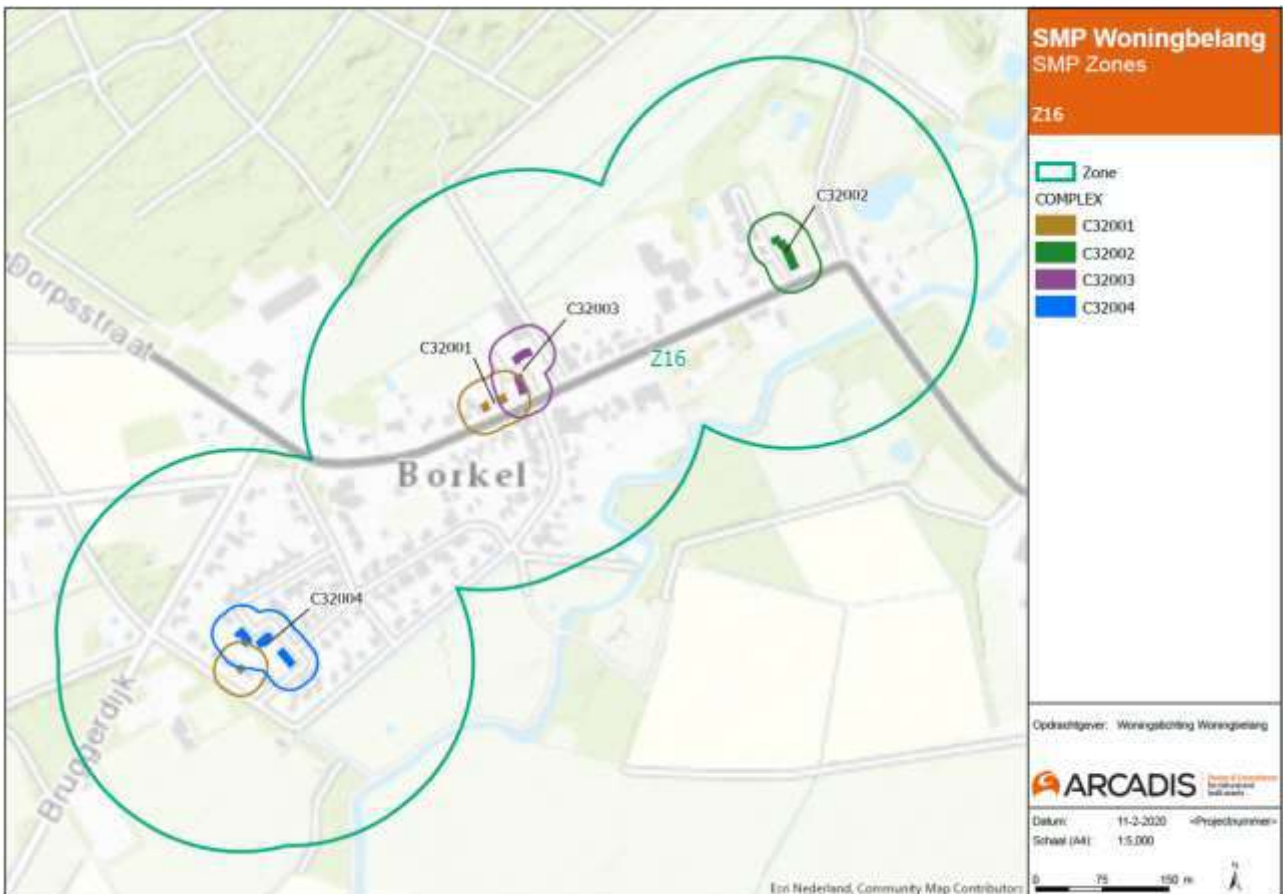 SMP Woningbelang
SMP Zones
Z16
Zone
COMPLEX
C32001
C32002
C32003
C32004
Dorpsstraat
C32002
C32003
C32001
Z16
Borkel
C32004
Bruggerdijk
Opdrachtgever: Woningstichting Woningbelang
ARCADIS
Datum: 11-2-2020 <Projectnummer>
Schaal (A4): 1:5.000
0 75 150 m
N
Esri Nederland, Community Map Contributors